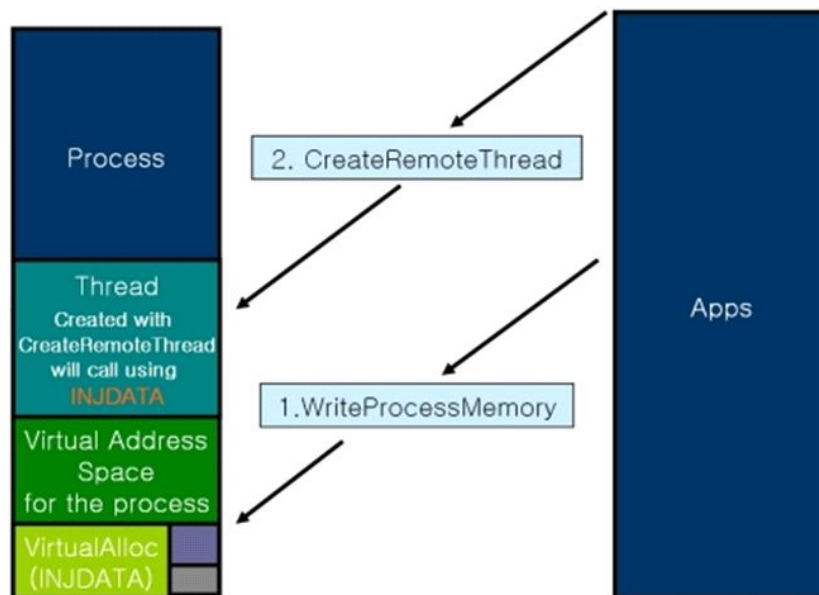 Process
2. CreateRemoteThread
Thread
Created with
CreateRemoteThread
will call using
INJDATA
Apps
1.WriteProcessMemory
Virtual Address
Space
for the process
VirtualAlloc
(INJDATA)